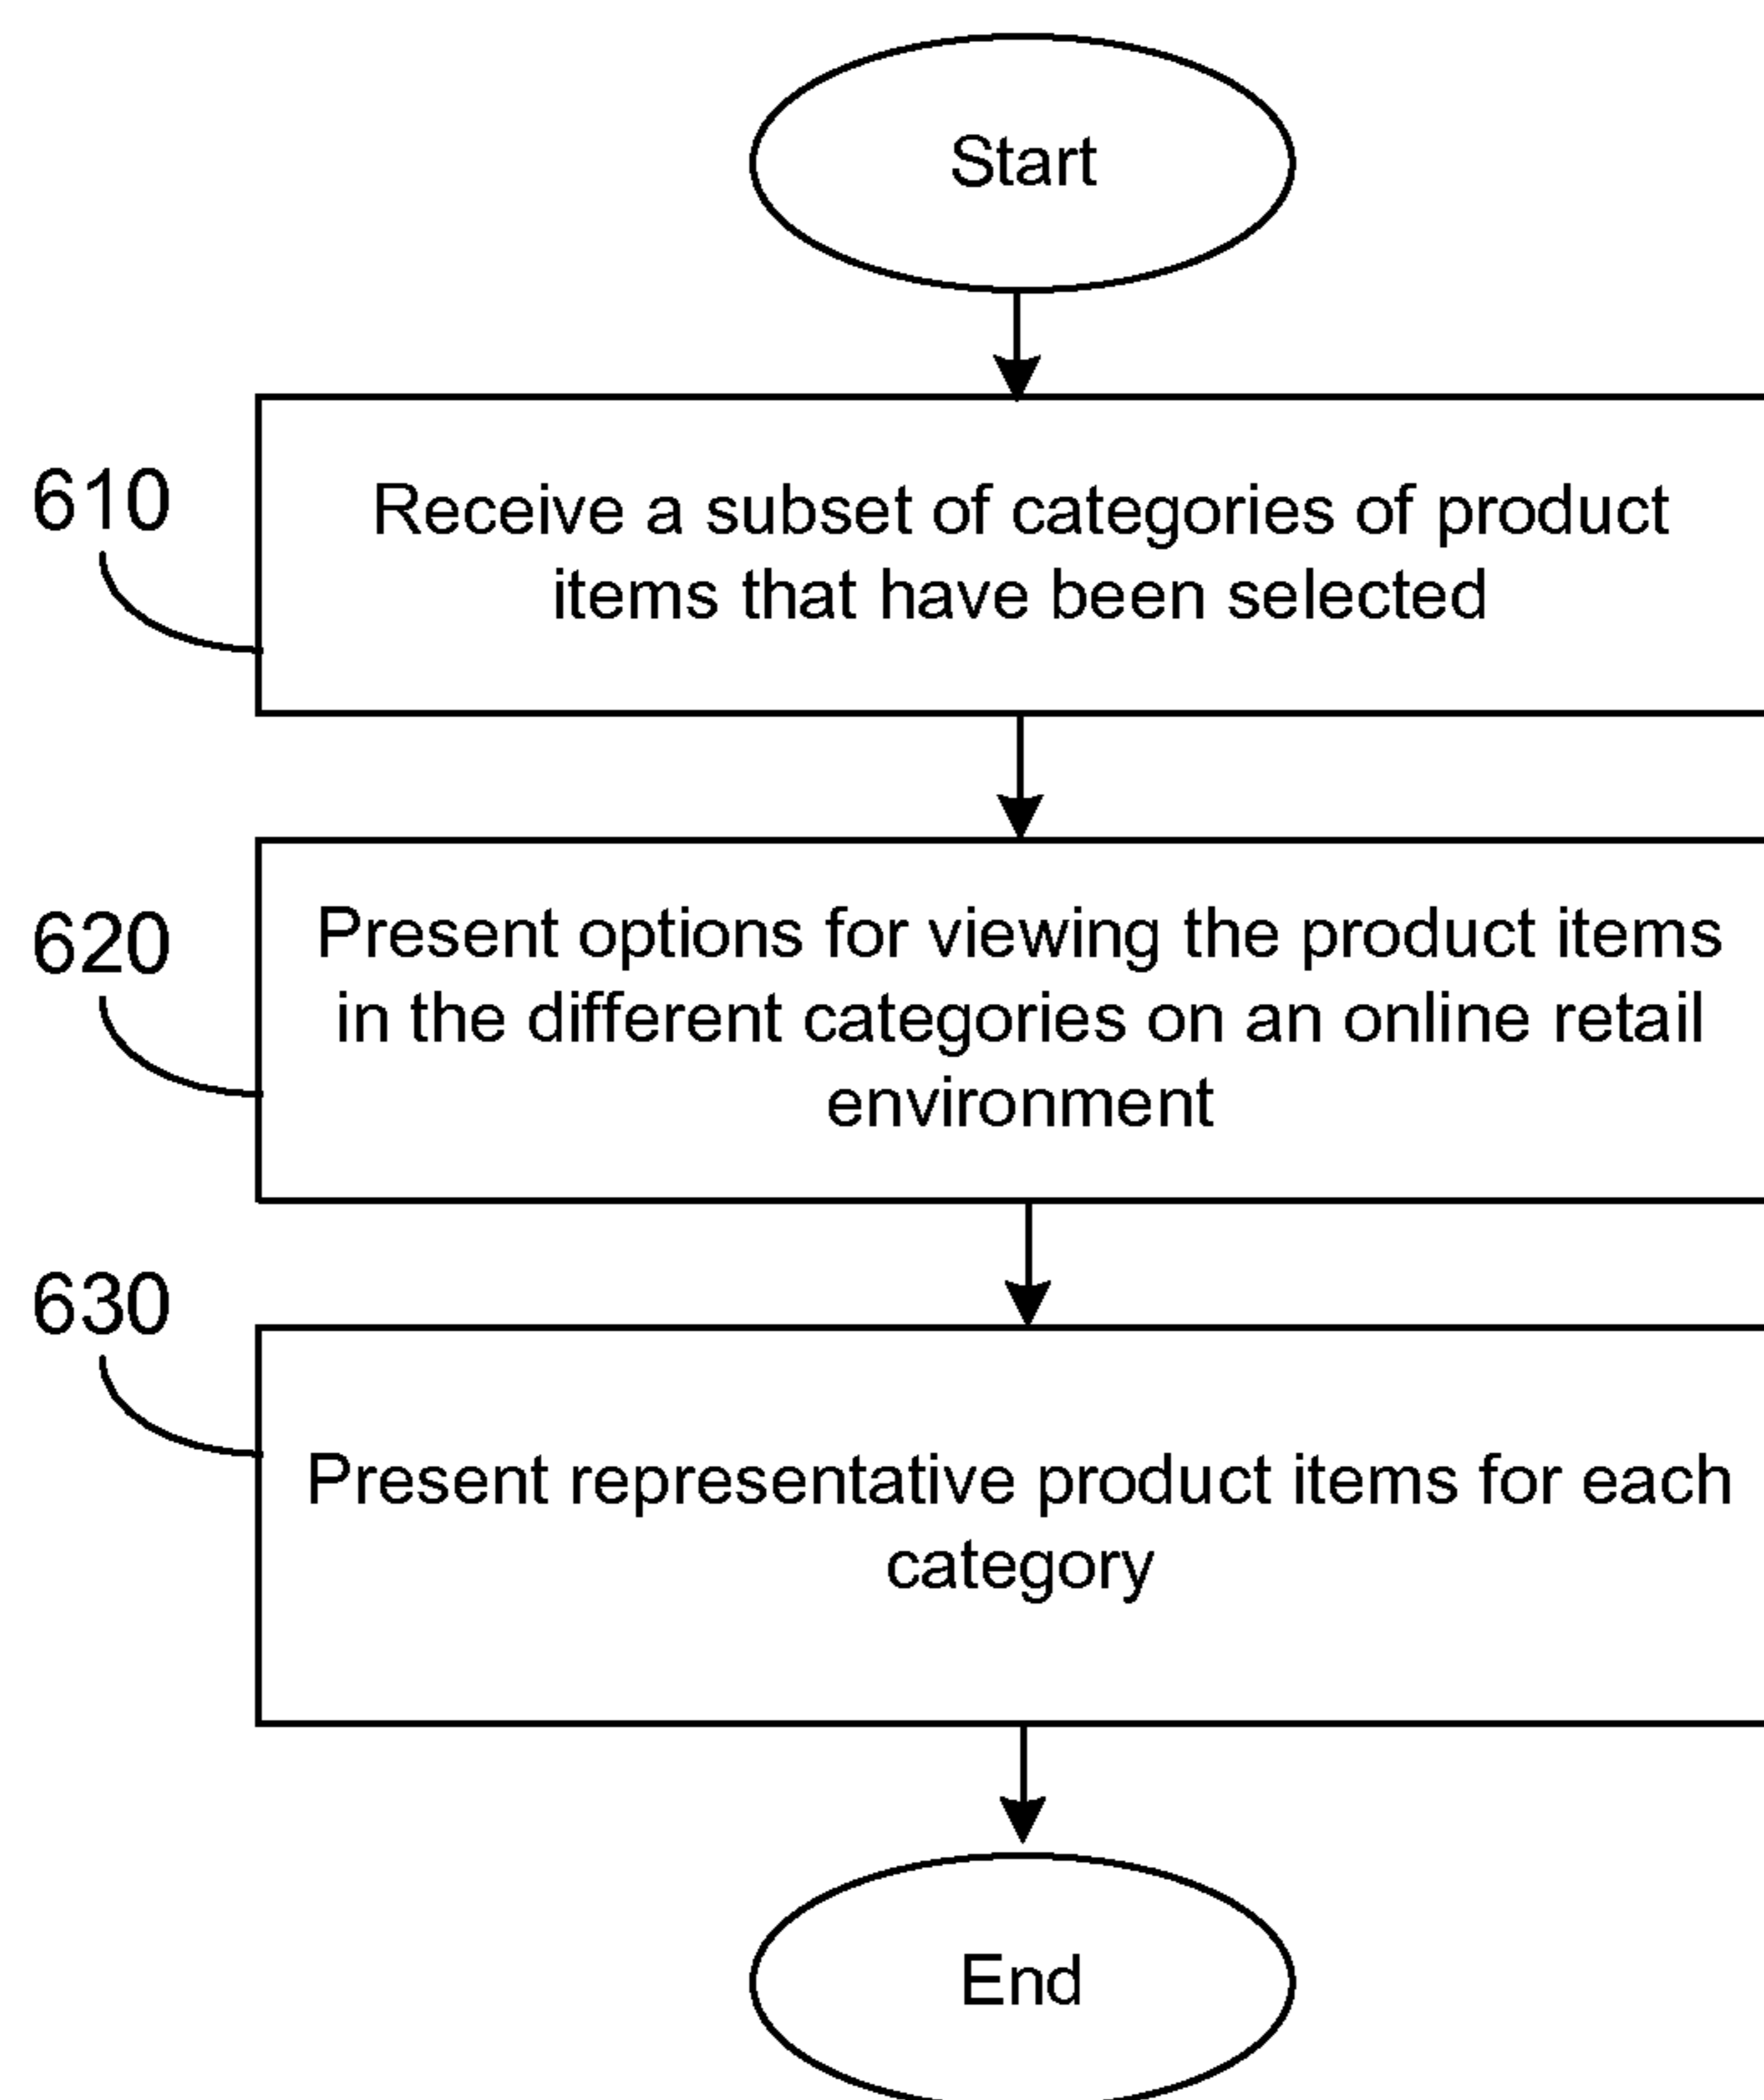 Start
610
Receive a subset of categories of product
items that have been selected
620
Present options for viewing the product items
in the different categories on an online retail
environment
630
Present representative product items for each
category
End